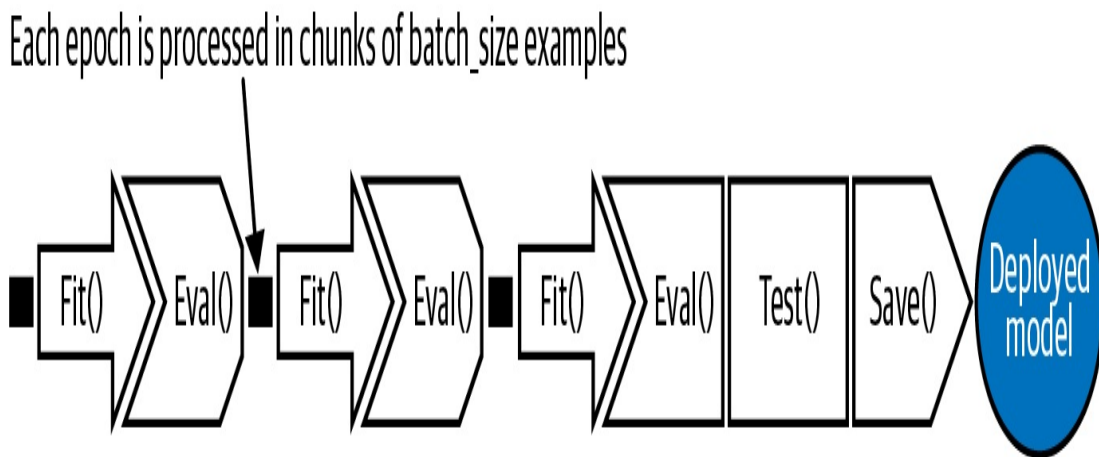 Each epoch is processed in chunks of batch_size examples
Fit() Eval() Fit() Eval() Fit() Eval() Test() Save() Deployed
model